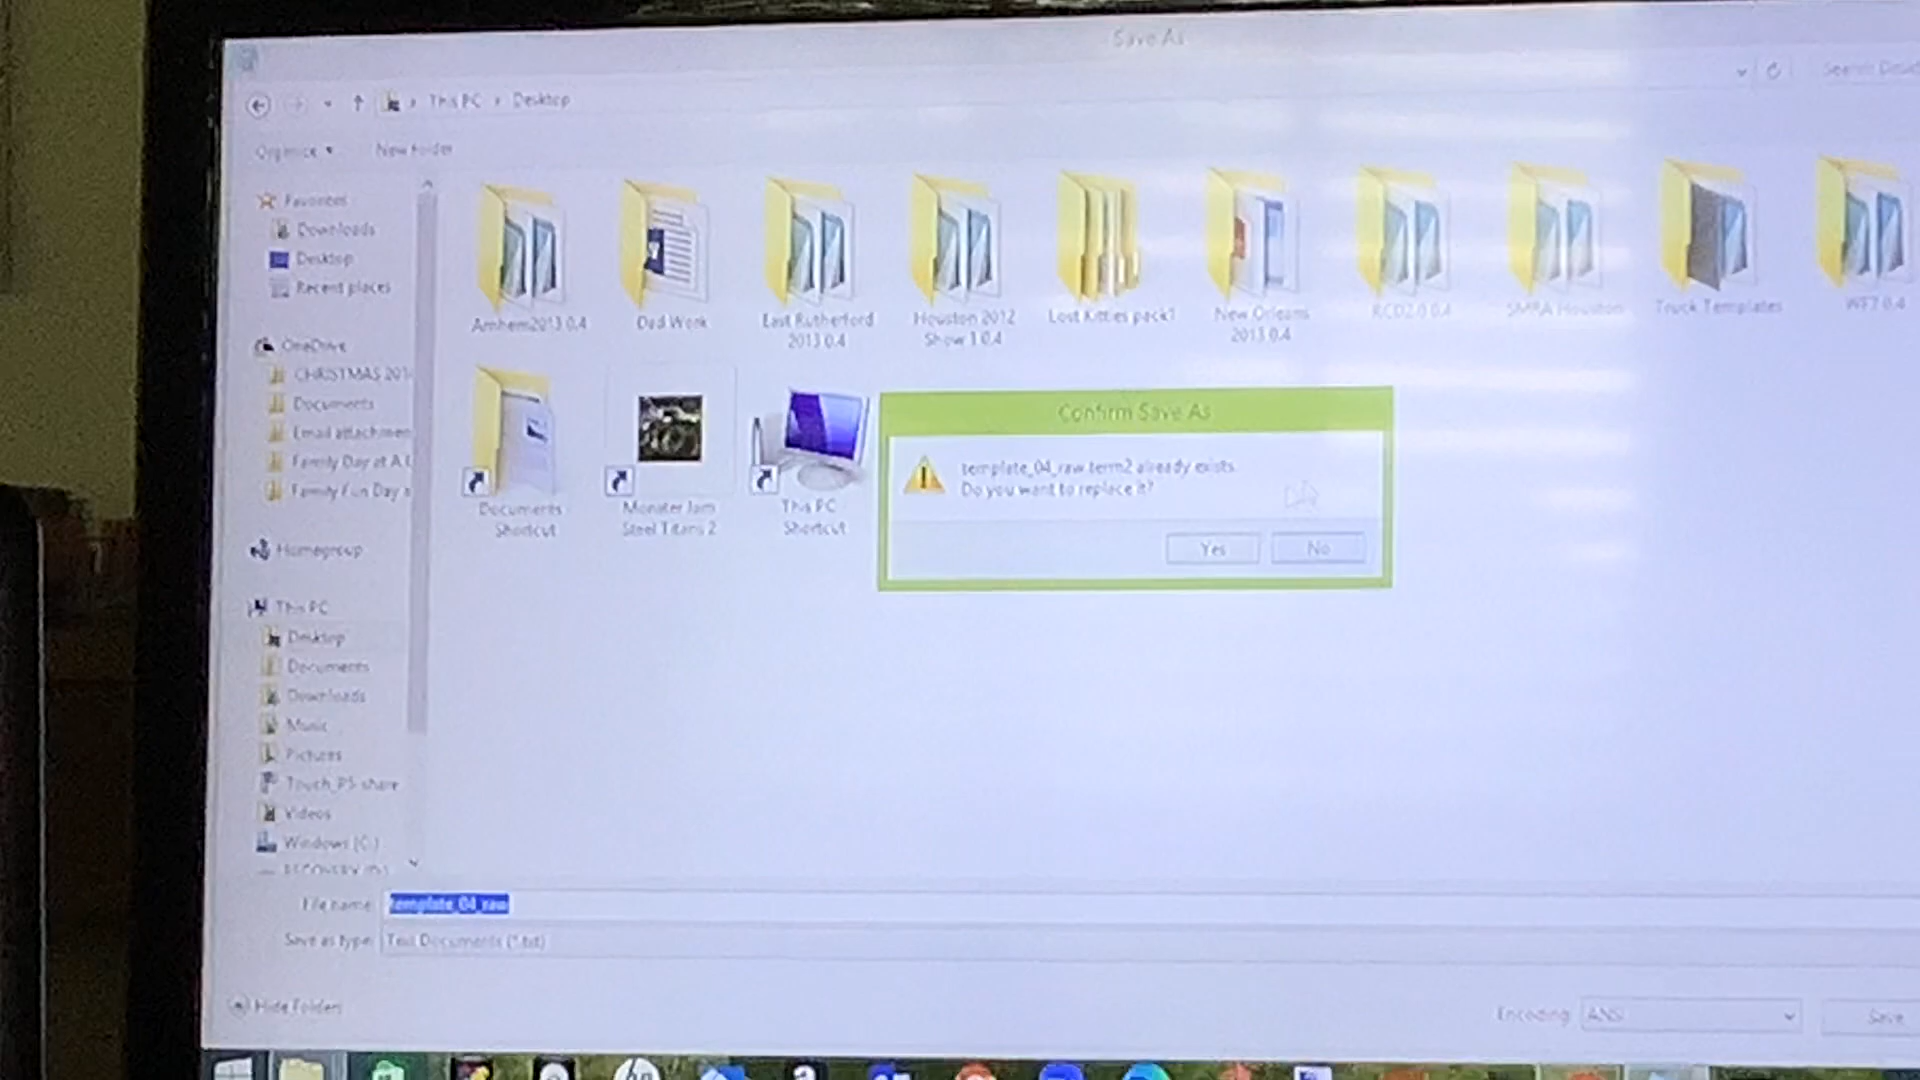 Save As
This PC › Desktop
Search Desk
Organize
New folder
Favorites
Downloads
Desktop
Recent places
OneDrive
CHRISTMAS 201
Documents
Email attachmen
Family Day at A L
Family Fun Day a
Homegroup
This PC
Desktop
Documents
Downloads
Music
Pictures
Touch_P5-share
Videos
Windows (C:)
RECOVERY (D:)
Arnhem2013 0.4
Dad Work
East Rutherford
2013 0.4
Houston 2012
Show 1 0.4
Lost Kitties pack1
New Orleans
2013 0.4
RCD2.0 0.4
SMRA Houston
Truck Templates
WF7 0.4
Documents
Shortcut
Monster Jam
Steel Titans 2
This PC
Shortcut
Confirm Save As
template_04_raw.term2 already exists.
Do you want to replace it?
Yes
No
File name:
template_04_raw
Save as type:
Text Documents (*.txt)
Hide Folders
Encoding:
ANSI
Save
hp
a